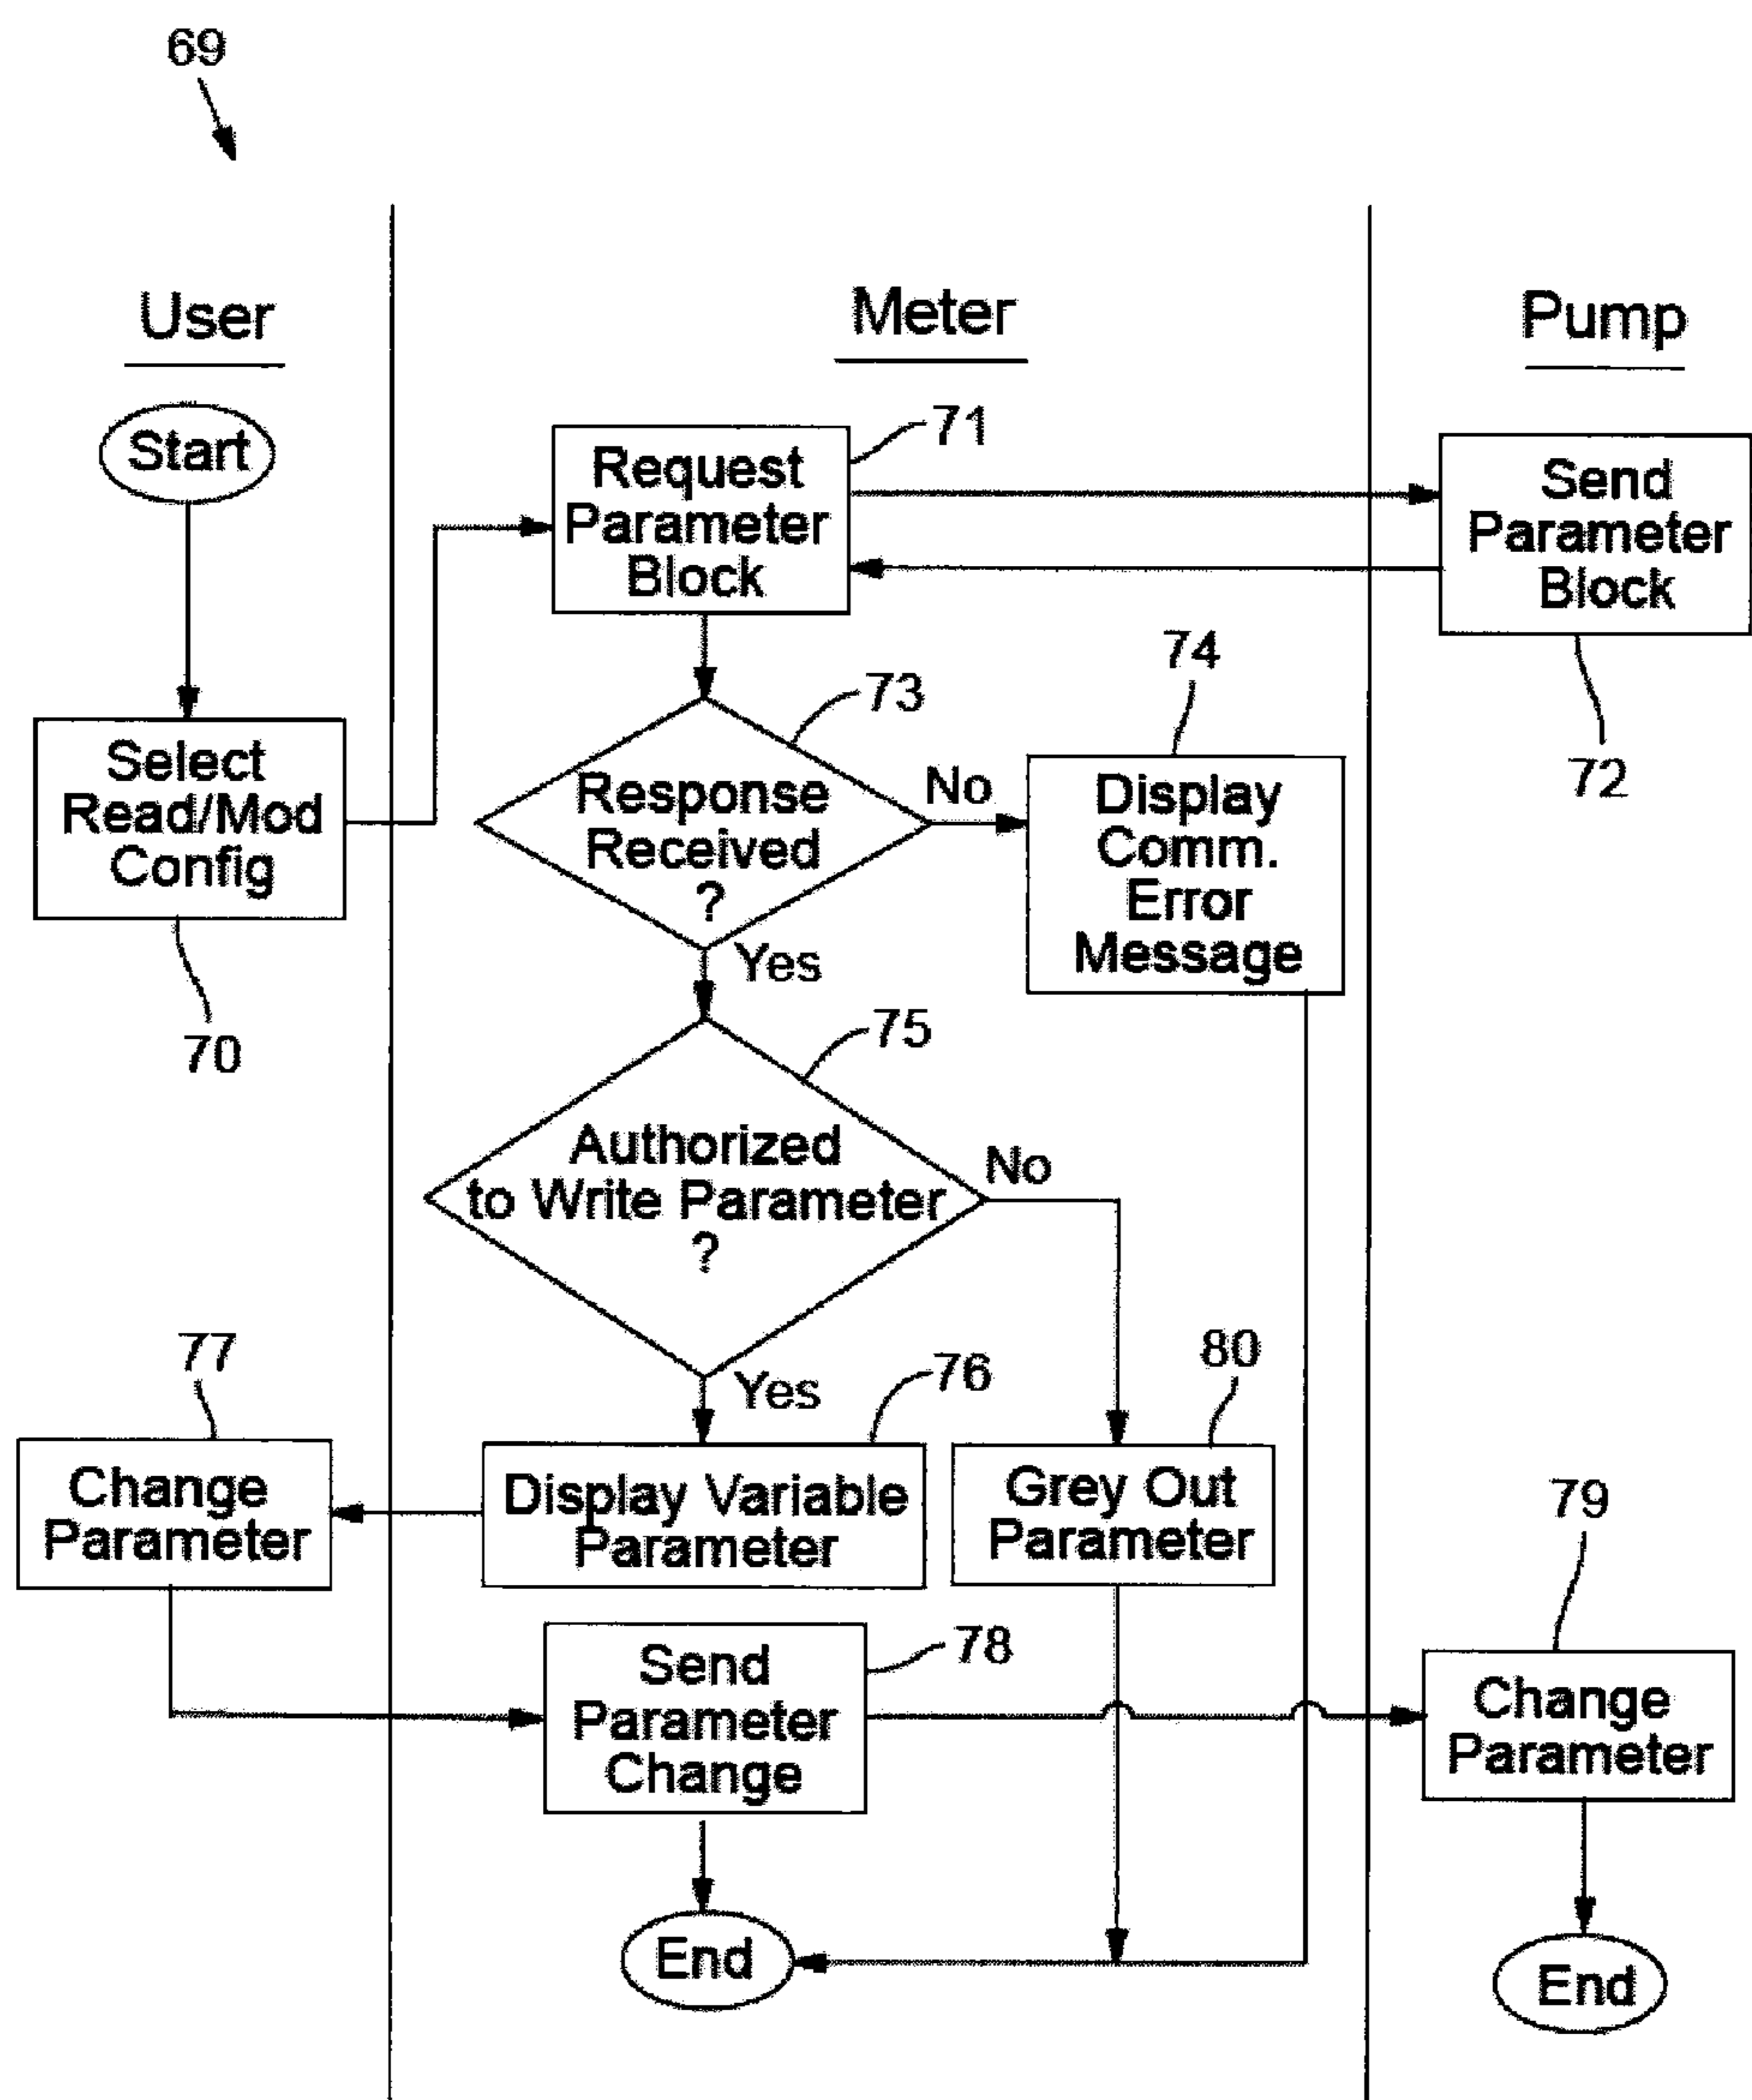 69
User
Meter
Pump
Start
71
Request
Parameter
Block
Send
Parameter
Block
72
Select
Read/Mod
Config
70
73
Response
Received
?
No
Yes
74
Display
Comm.
Error
Message
75
Authorized
to Write Parameter
?
No
Yes
77
Change
Parameter
76
Display Variable
Parameter
80
Grey Out
Parameter
78
Send
Parameter
Change
79
Change
Parameter
End
End